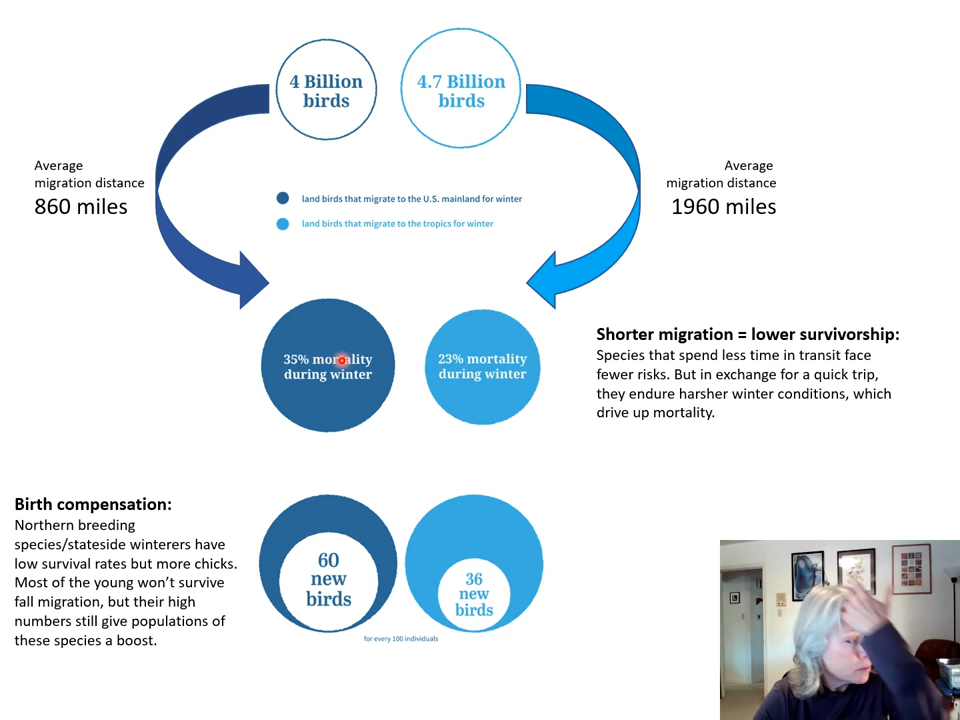 4 Billion
birds
4.7 Billion
birds
Average
migration distance
860 miles
Average
migration distance
1960 miles
land birds that migrate to the U.S. mainland for winter
land birds that migrate to the tropics for winter
35% mortality
during winter
23% mortality
during winter
Shorter migration = lower survivorship:
Species that spend less time in transit face
fewer risks. But in exchange for a quick trip,
they endure harsher winter conditions, which
drive up mortality.
Birth compensation:
Northern breeding
species/stateside winterers have
low survival rates but more chicks.
Most of the young won’t survive
fall migration, but their high
numbers still give populations of
these species a boost.
60
new
birds
36
new
birds
for every 100 individuals